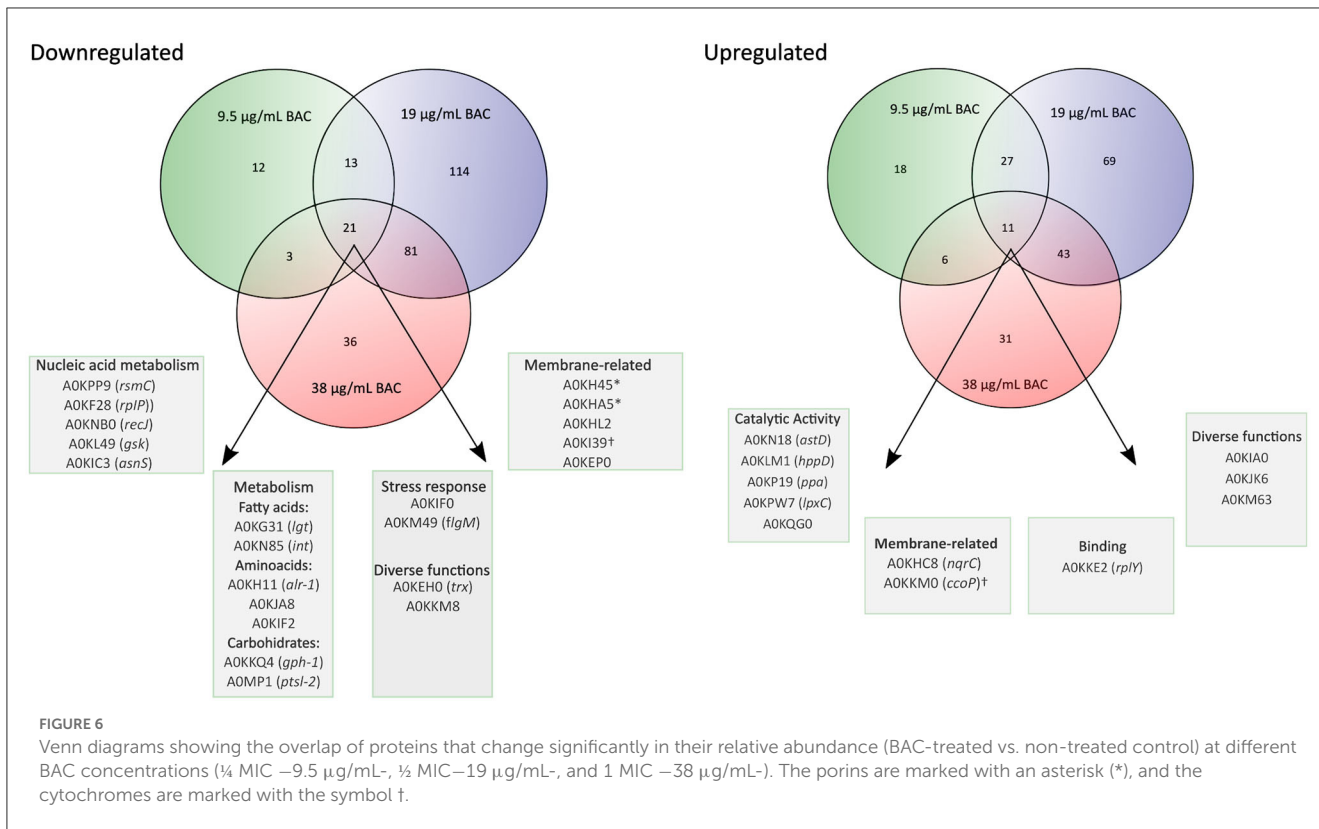 Downregulated
9.5 µg/mL BAC
19 µg/mL BAC
12
13
114
21
3
81
36
38 µg/mL BAC
Nucleic acid metabolism
A0KPP9 (rsmC)
A0KF28 (rplP))
A0KNB0 (recJ)
A0KL49 (gsk)
A0KIC3 (asnS)
Metabolism
Fatty acids:
A0KG31 (lgt)
A0KN85 (int)
Aminoacids:
A0KH11 (alr-1)
A0KJA8
A0KIF2
Carbohidrates:
A0KKQ4 (gph-1)
A0MP1 (ptsI-2)
Stress response
A0KIF0
A0KM49 (flgM)
Diverse functions
A0KEH0 (trx)
A0KKM8
Membrane-related
A0KH45*
A0KHA5*
A0KHL2
A0KI39†
A0KEP0
Upregulated
9.5 µg/mL BAC
19 µg/mL BAC
18
27
69
11
6
43
31
38 µg/mL BAC
Catalytic Activity
A0KN18 (astD)
A0KLM1 (hppD)
A0KP19 (ppa)
A0KPW7 (lpxC)
A0KQG0
Membrane-related
A0KHC8 (nqrC)
A0KKM0 (ccoP)†
Binding
A0KKE2 (rplY)
Diverse functions
A0KIA0
A0KJK6
A0KM63
FIGURE 6
Venn diagrams showing the overlap of proteins that change significantly in their relative abundance (BAC-treated vs. non-treated control) at different
BAC concentrations (¼ MIC −9.5 µg/mL-, ½ MIC−19 µg/mL-, and 1 MIC −38 µg/mL-). The porins are marked with an asterisk (*), and the
cytochromes are marked with the symbol †.